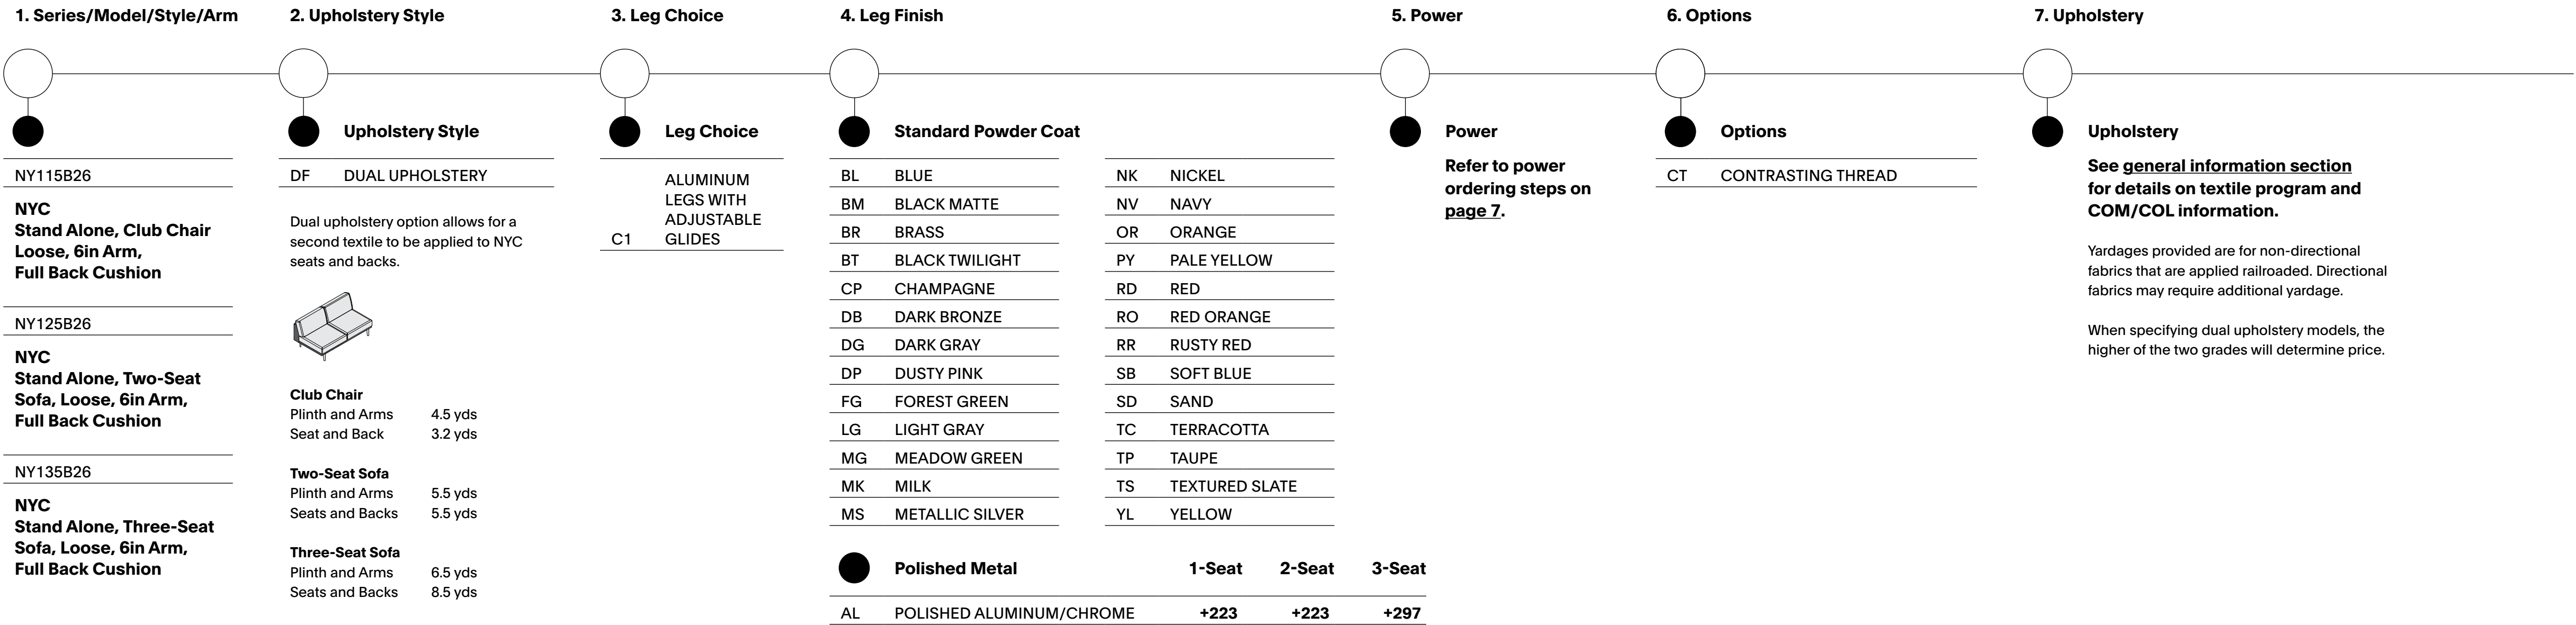 1. Series/Model/Style/Arm
2. Upholstery Style
3. Leg Choice
4. Leg Finish
5. Power
6. Options
7. Upholstery
NY115B26
NYC
Stand Alone, Club Chair
Loose, 6in Arm,
Full Back Cushion
NY125B26
NYC
Stand Alone, Two-Seat
Sofa, Loose, 6in Arm,
Full Back Cushion
NY135B26
NYC
Stand Alone, Three-Seat
Sofa, Loose, 6in Arm,
Full Back Cushion
Upholstery Style
DF DUAL UPHOLSTERY
Dual upholstery option allows for a
second textile to be applied to NYC
seats and backs.
Club Chair
Plinth and Arms 4.5 yds
Seat and Back 3.2 yds
Two-Seat Sofa
Plinth and Arms 5.5 yds
Seats and Backs 5.5 yds
Three-Seat Sofa
Plinth and Arms 6.5 yds
Seats and Backs 8.5 yds
Leg Choice
ALUMINUM
LEGS WITH
ADJUSTABLE
C1 GLIDES
Standard Powder Coat
BL BLUE
BM BLACK MATTE
BR BRASS
BT BLACK TWILIGHT
CP CHAMPAGNE
DB DARK BRONZE
DG DARK GRAY
DP DUSTY PINK
FG FOREST GREEN
LG LIGHT GRAY
MG MEADOW GREEN
MK MILK
MS METALLIC SILVER
NK NICKEL
NV NAVY
OR ORANGE
PY PALE YELLOW
RD RED
RO RED ORANGE
RR RUSTY RED
SB SOFT BLUE
SD SAND
TC TERRACOTTA
TP TAUPE
TS TEXTURED SLATE
YL YELLOW
Polished Metal 1-Seat 2-Seat 3-Seat
AL POLISHED ALUMINUM/CHROME +223 +223 +297
Power
Refer to power
ordering steps on
page 7.
Options
CT CONTRASTING THREAD
Upholstery
See general information section
for details on textile program and
COM/COL information.
Yardages provided are for non-directional
fabrics that are applied railroaded. Directional
fabrics may require additional yardage.
When specifying dual upholstery models, the
higher of the two grades will determine price.